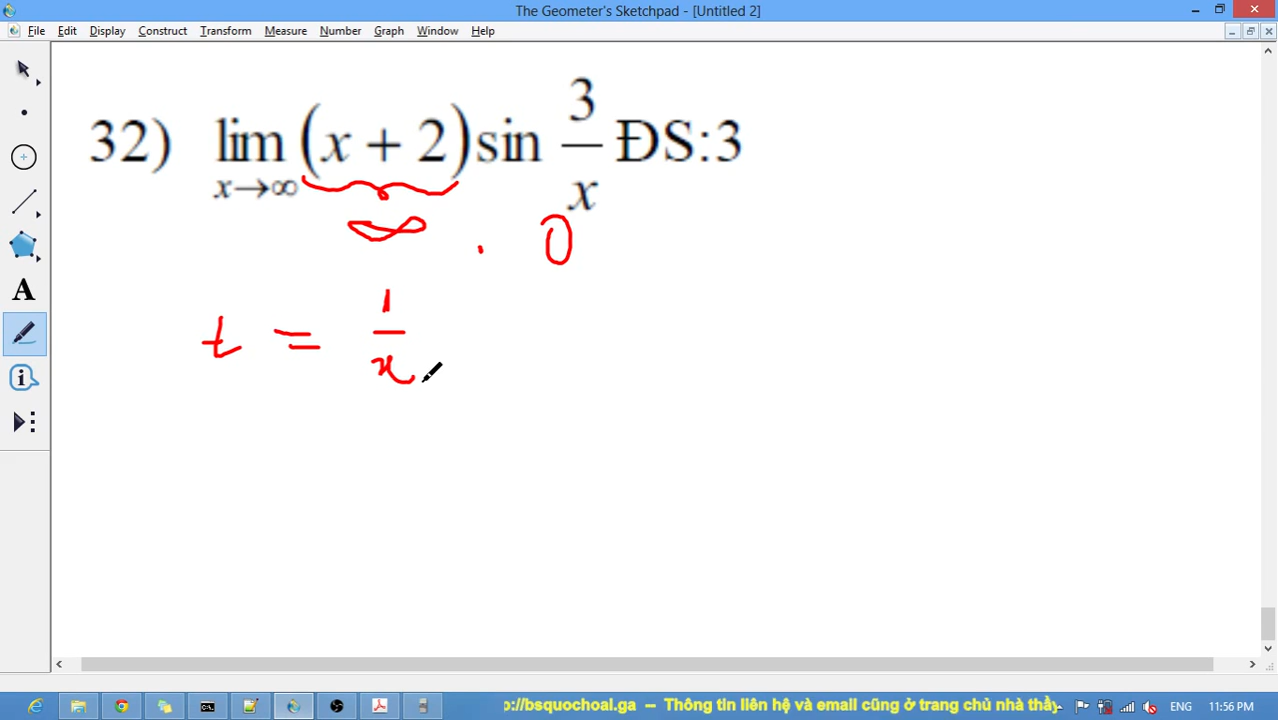 The Geometer's Sketchpad - [Untitled 2]
File Edit Display Construct Transform Measure Number Graph Window Help
32) lim x→∞ (x + 2) sin 3/x ĐS:3
∞ . 0
t = 1/x
A
p://bsquochoai.ga -- Thông tin liên hệ và email cũng ở trang chủ nhà thầy
ENG 11:56 PM